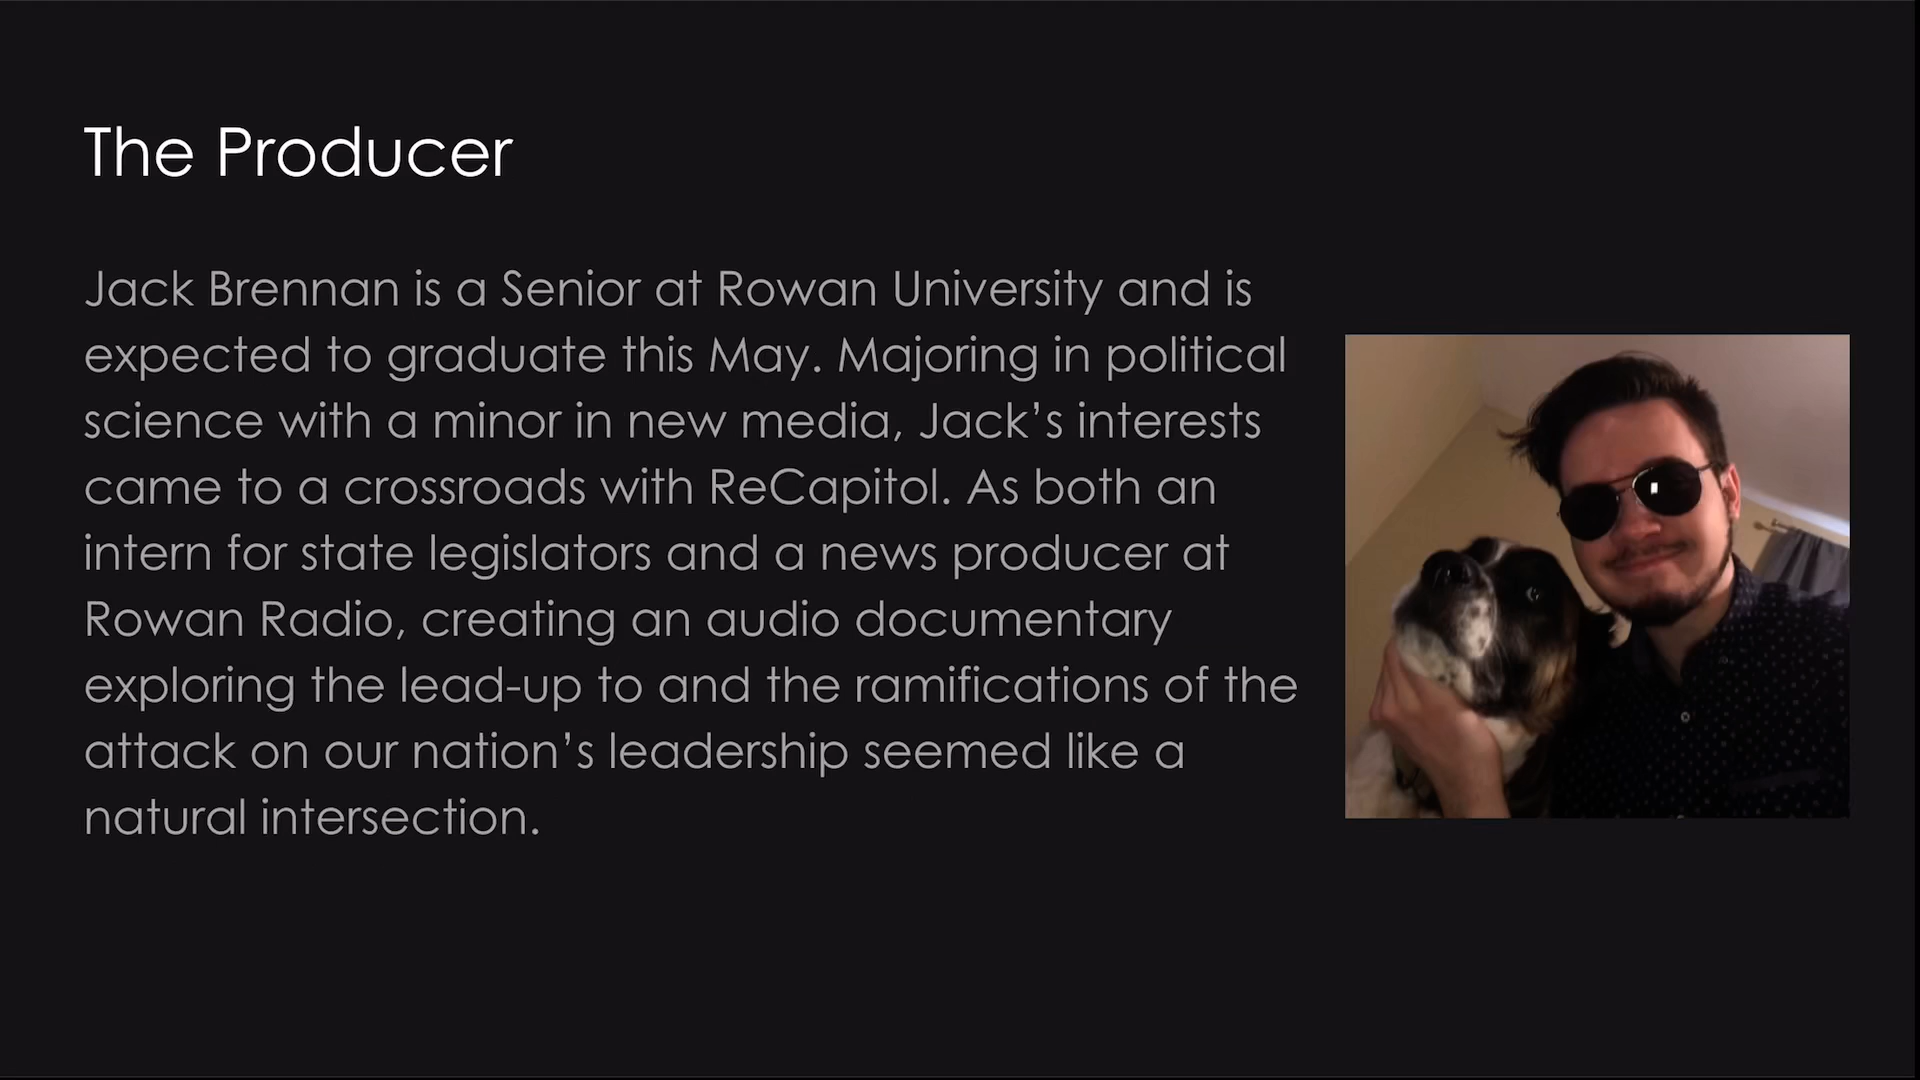 The Producer
Jack Brennan is a Senior at Rowan University and is
expected to graduate this May. Majoring in political
science with a minor in new media, Jack’s interests
came to a crossroads with ReCapitol. As both an
intern for state legislators and a news producer at
Rowan Radio, creating an audio documentary
exploring the lead-up to and the ramifications of the
attack on our nation’s leadership seemed like a
natural intersection.